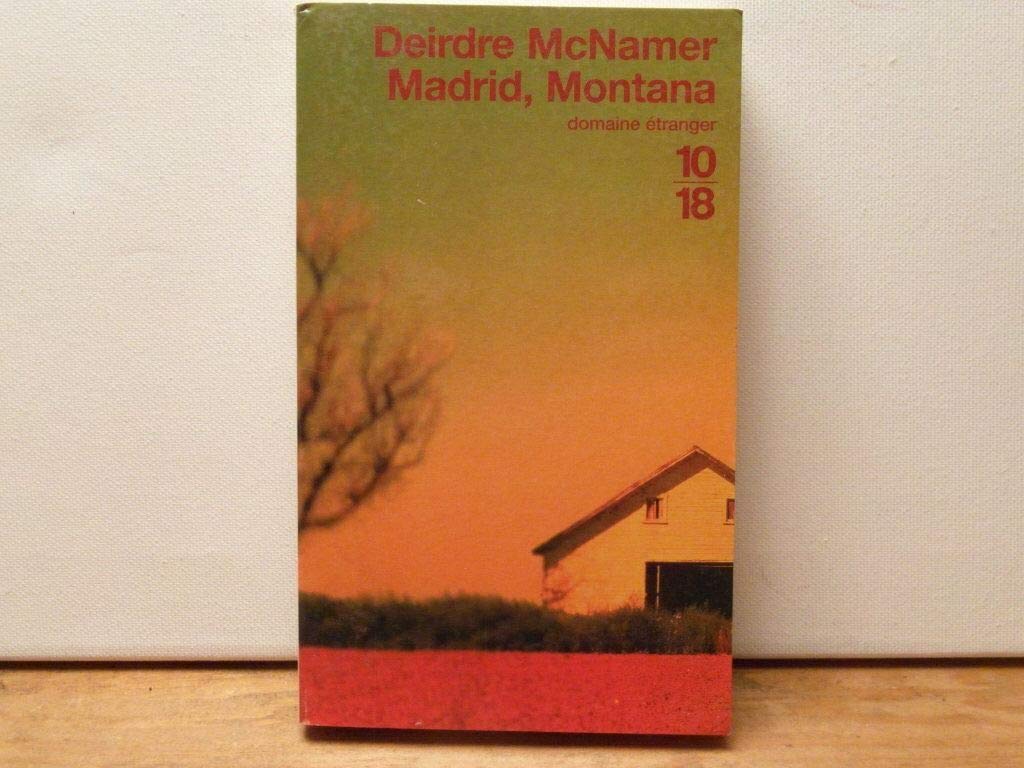 Deirdre McNamer
Madrid, Montana
domaine étranger
10
18